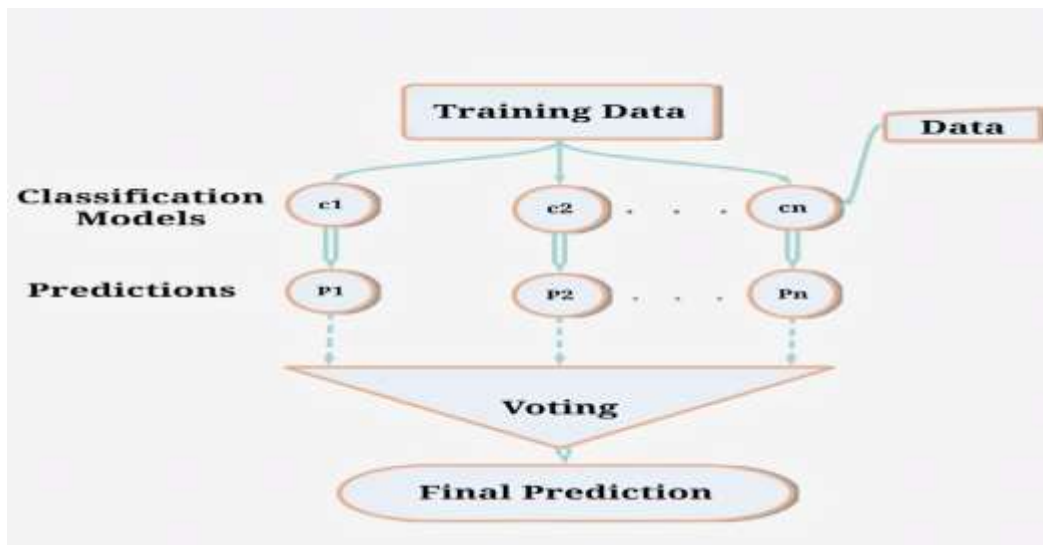 Training Data
Data
Classification
Models
c1
c2
. . .
cn
Predictions
P1
P2
. . .
Pn
Voting
Final Prediction